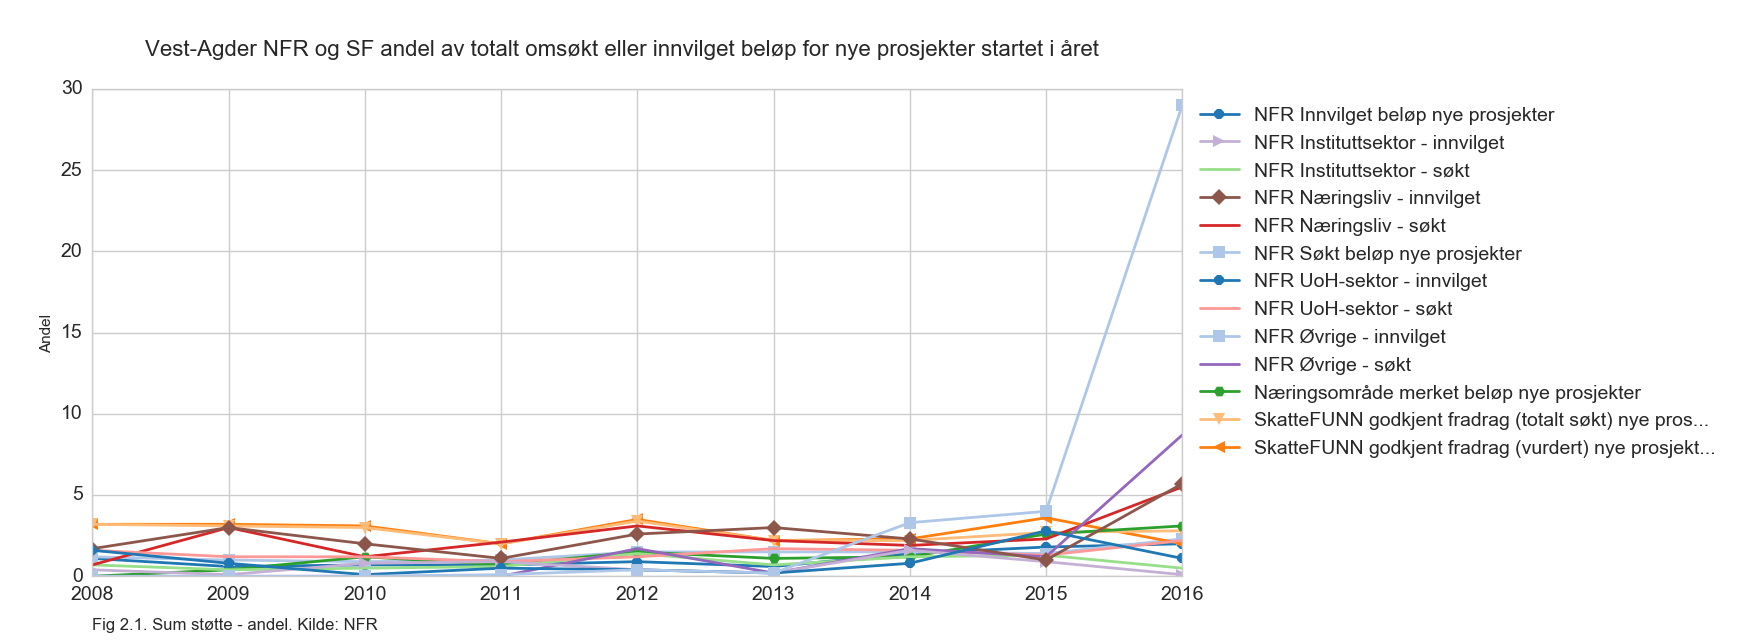 Vest-Agder NFR og SF andel av totalt omsøkt eller innvilget beløp for nye prosjekter startet i året
30
25
20
15
10
5
0
Andel
2008 2009 2010 2011 2012 2013 2014 2015 2016
NFR Innvilget beløp nye prosjekter
NFR Instituttsektor - innvilget
NFR Instituttsektor - søkt
NFR Næringsliv - innvilget
NFR Næringsliv - søkt
NFR Søkt beløp nye prosjekter
NFR UoH-sektor - innvilget
NFR UoH-sektor - søkt
NFR Øvrige - innvilget
NFR Øvrige - søkt
Næringsområde merket beløp nye prosjekter
SkatteFUNN godkjent fradrag (totalt søkt) nye pros...
SkatteFUNN godkjent fradrag (vurdert) nye prosjekt...
Fig 2.1. Sum støtte - andel. Kilde: NFR